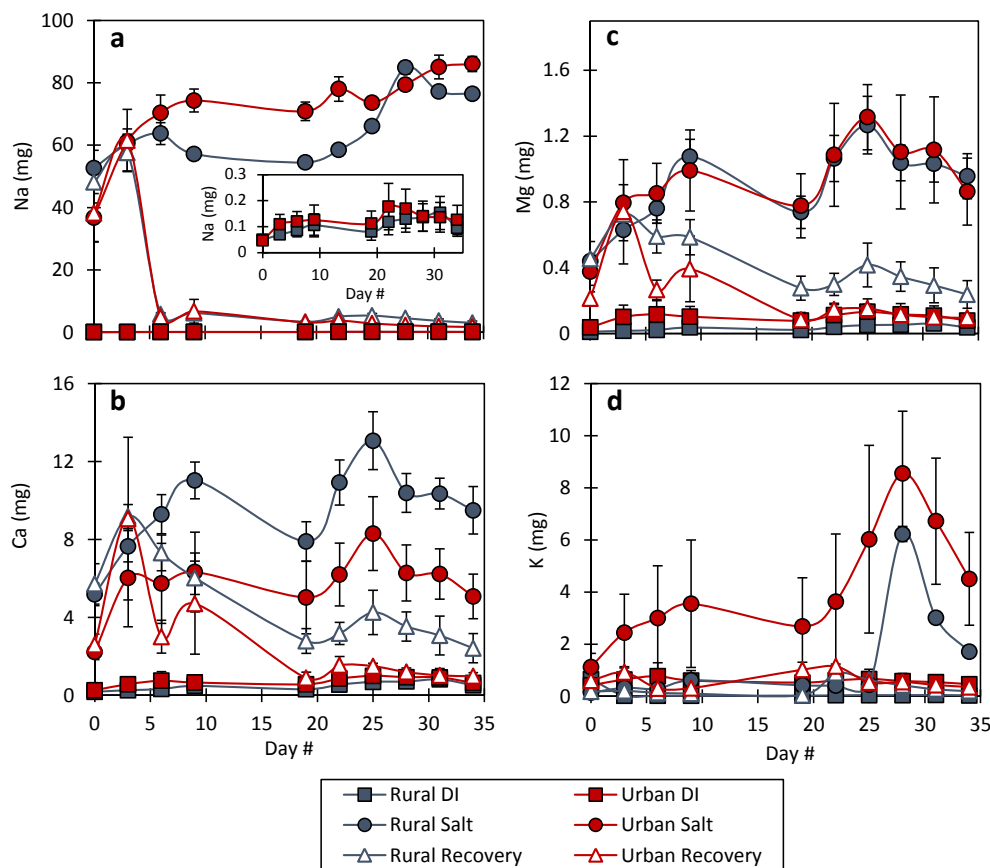 a
100
80
60
40
20
0
Na (mg)
0.3
0.2
0.1
0
Na (mg)
0 10 20 30
Day #
c
1.6
1.2
0.8
0.4
0
Mg (mg)
b
16
12
8
4
0
Ca (mg)
0 5 10 15 20 25 30 35
Day #
d
12
10
8
6
4
2
0
K (mg)
0 5 10 15 20 25 30 35
Day #
Rural DI Urban DI
Rural Salt Urban Salt
Rural Recovery Urban Recovery